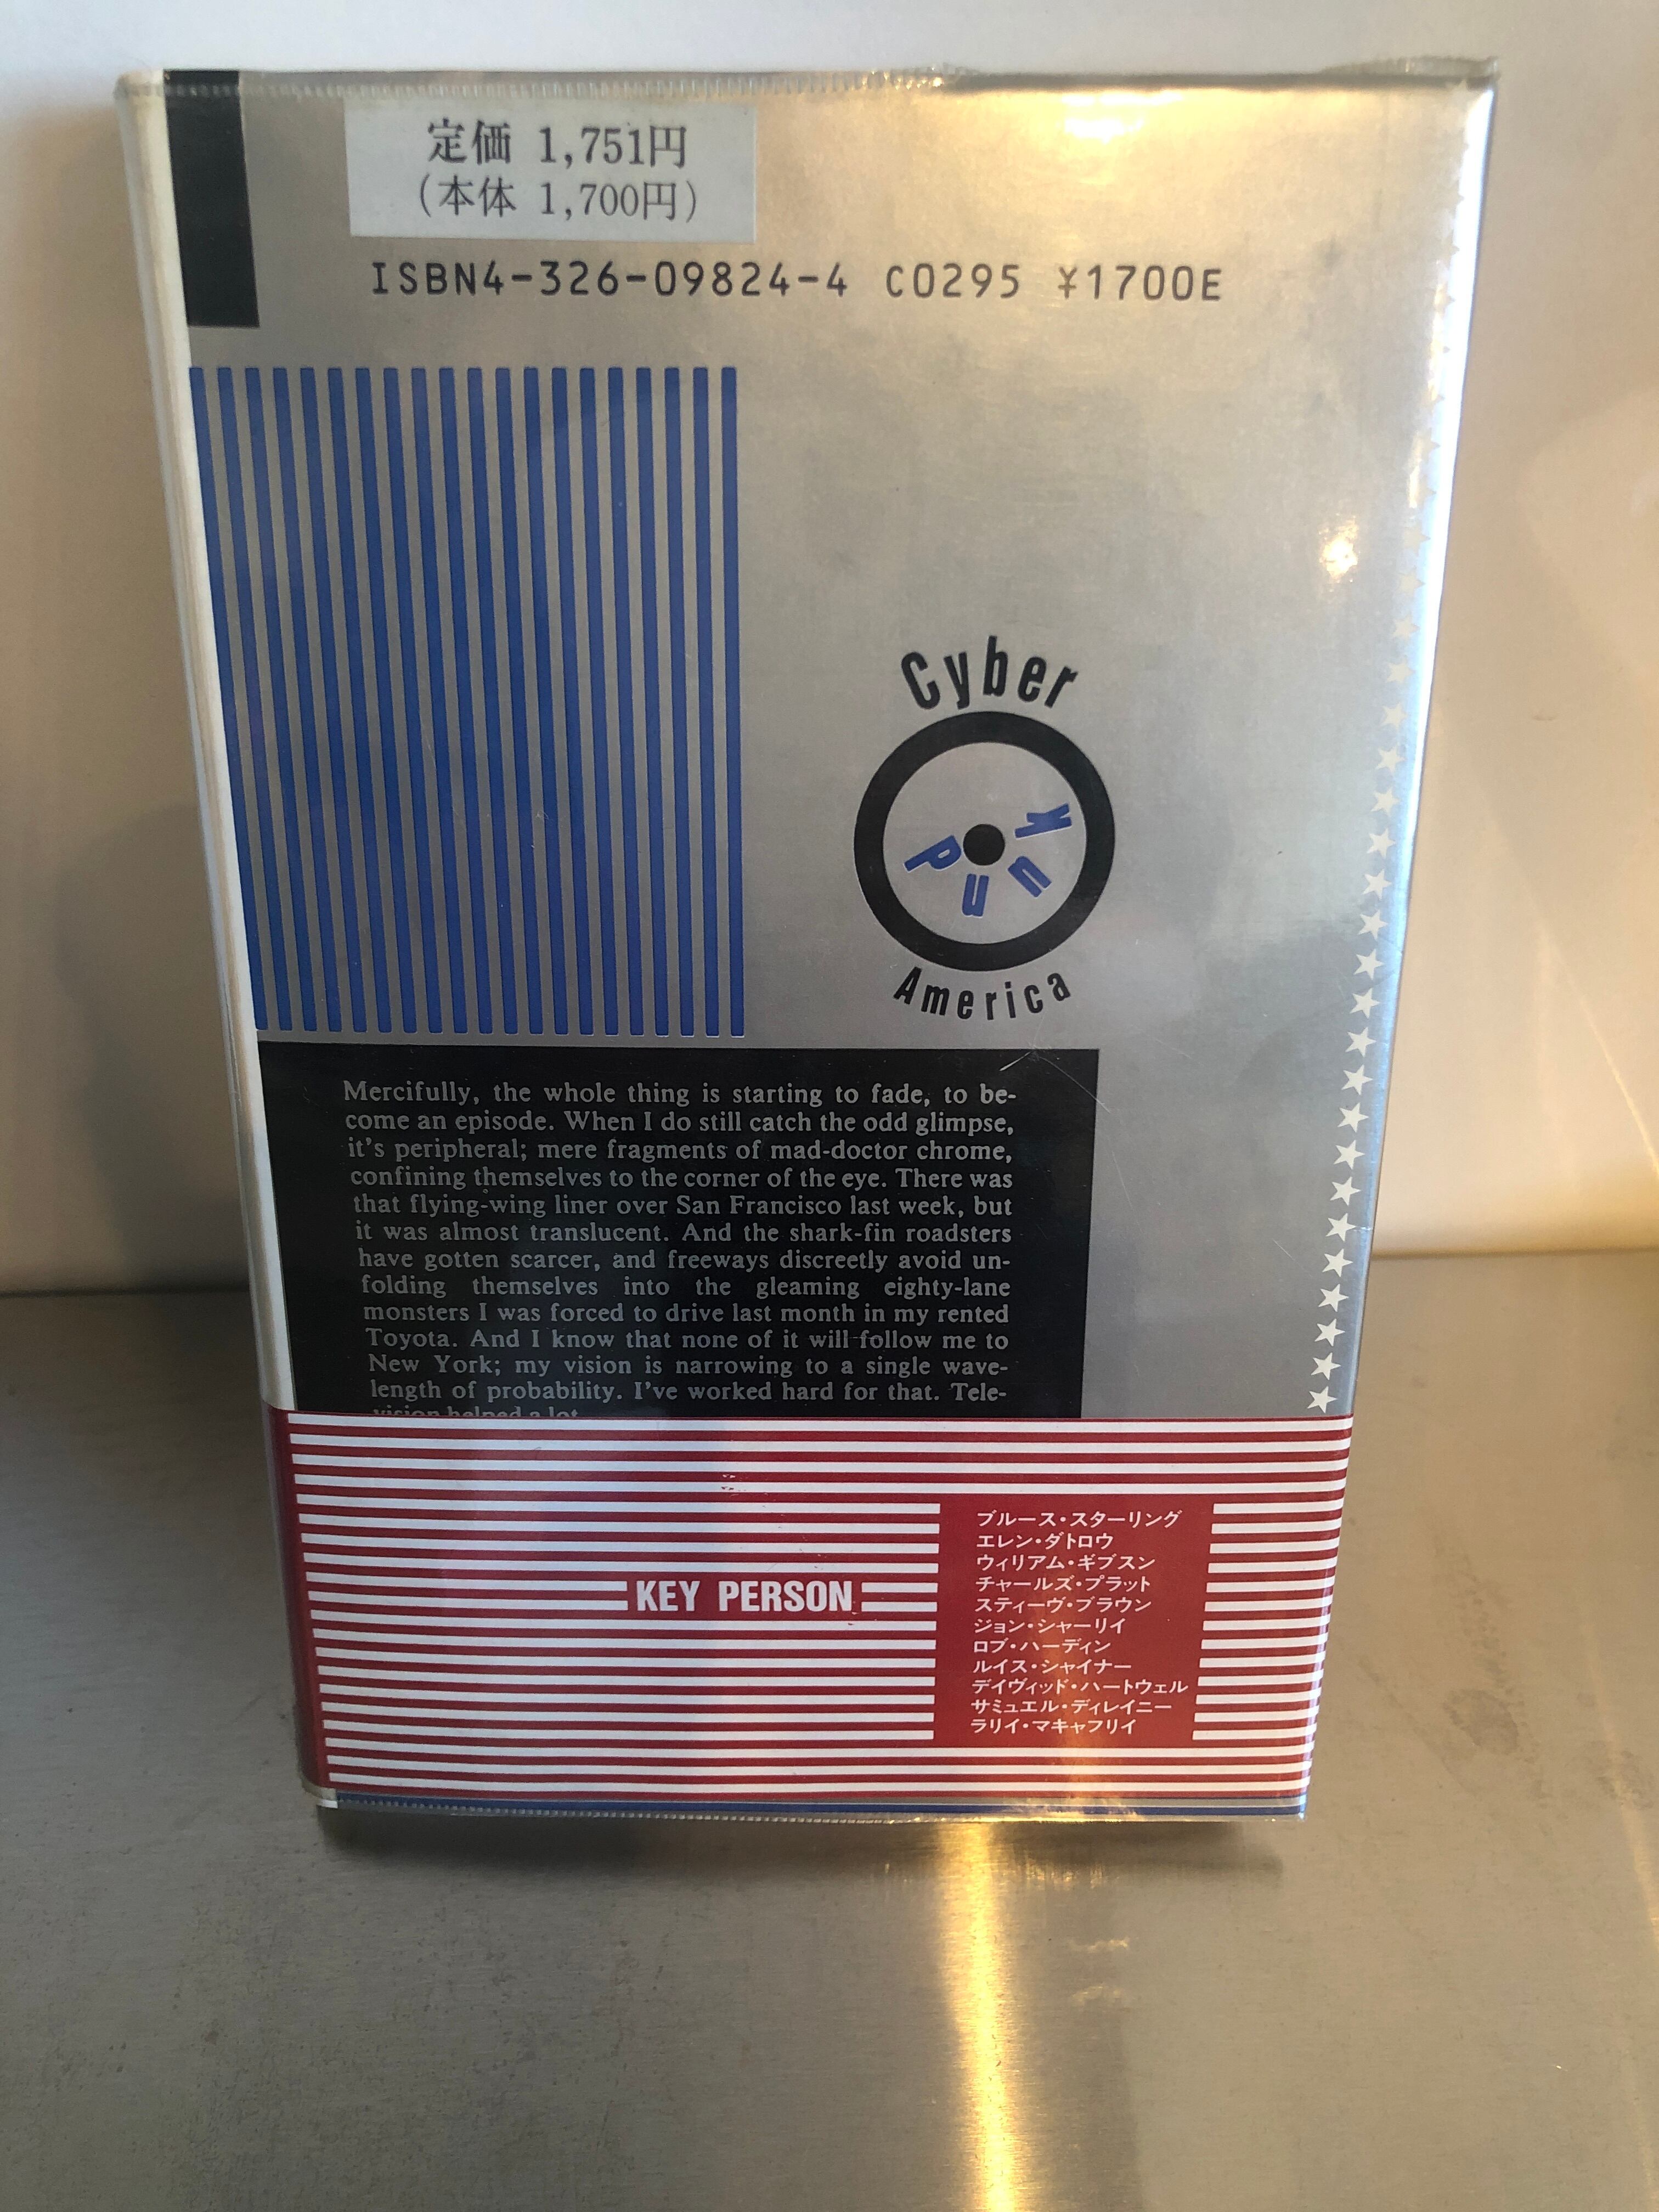 定価 1,751円
(本体 1,700円)
ISBN4-326-09824-4 C0295 ¥1700E
Cyber
Punk
America
Mercifully, the whole thing is starting to fade, to be-
come an episode. When I do still catch the odd glimpse,
it's peripheral; mere fragments of mad-doctor chrome,
confining themselves to the corner of the eye. There was
that flying-wing liner over San Francisco last week, but
it was almost translucent. And the shark-fin roadsters
have gotten scarcer, and freeways discreetly avoid un-
folding themselves into the gleaming eighty-lane
monsters I was forced to drive last month in my rented
Toyota. And I know that none of it will follow me to
New York; my vision is narrowing to a single wave-
length of probability. I've worked hard for that. Tele-
vision helped a lot.
KEY PERSON
ブルース・スターリング
エレン・ダトロウ
ウィリアム・ギブスン
チャールズ・プラット
スティーヴ・ブラウン
ジョン・シャーリイ
ロブ・ハーディン
ルイス・シャイナー
デイヴィッド・ハートウェル
サミュエル・ディレイニー
ラリイ・マキャフリイ